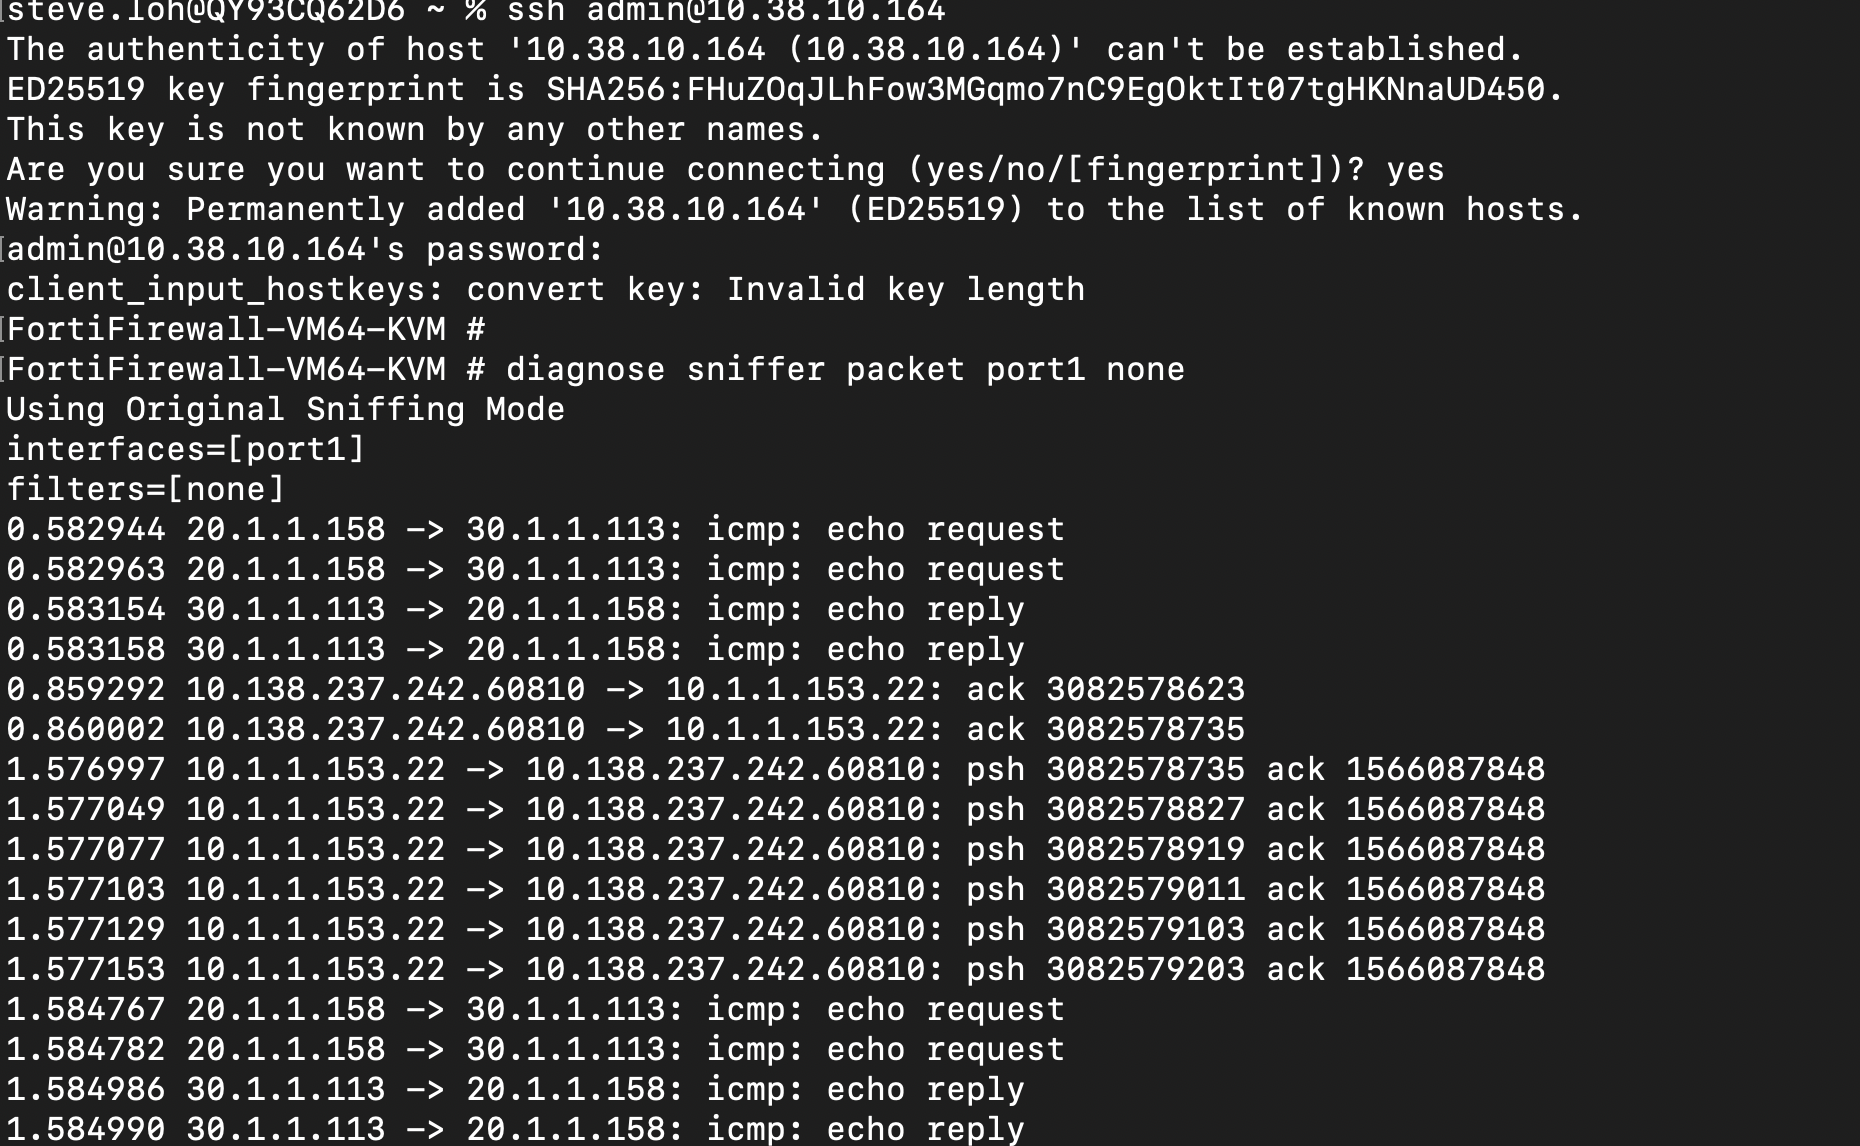 steve.loh@QY93CQ62D6 ~ % ssh admin@10.38.10.164
The authenticity of host '10.38.10.164 (10.38.10.164)' can't be established.
ED25519 key fingerprint is SHA256:FHuZOqJLhFow3MGqmo7nC9EgOktIt07tgHKNnaUD450.
This key is not known by any other names.
Are you sure you want to continue connecting (yes/no/[fingerprint])? yes
Warning: Permanently added '10.38.10.164' (ED25519) to the list of known hosts.
admin@10.38.10.164's password:
client_input_hostkeys: convert key: Invalid key length
FortiFirewall-VM64-KVM #
FortiFirewall-VM64-KVM # diagnose sniffer packet port1 none
Using Original Sniffing Mode
interfaces=[port1]
filters=[none]
0.582944 20.1.1.158 -> 30.1.1.113: icmp: echo request
0.582963 20.1.1.158 -> 30.1.1.113: icmp: echo request
0.583154 30.1.1.113 -> 20.1.1.158: icmp: echo reply
0.583158 30.1.1.113 -> 20.1.1.158: icmp: echo reply
0.859292 10.138.237.242.60810 -> 10.1.1.153.22: ack 3082578623
0.860002 10.138.237.242.60810 -> 10.1.1.153.22: ack 3082578735
1.576997 10.1.1.153.22 -> 10.138.237.242.60810: psh 3082578735 ack 1566087848
1.577049 10.1.1.153.22 -> 10.138.237.242.60810: psh 3082578827 ack 1566087848
1.577077 10.1.1.153.22 -> 10.138.237.242.60810: psh 3082578919 ack 1566087848
1.577103 10.1.1.153.22 -> 10.138.237.242.60810: psh 3082579011 ack 1566087848
1.577129 10.1.1.153.22 -> 10.138.237.242.60810: psh 3082579103 ack 1566087848
1.577153 10.1.1.153.22 -> 10.138.237.242.60810: psh 3082579203 ack 1566087848
1.584767 20.1.1.158 -> 30.1.1.113: icmp: echo request
1.584782 20.1.1.158 -> 30.1.1.113: icmp: echo request
1.584986 30.1.1.113 -> 20.1.1.158: icmp: echo reply
1.584990 30.1.1.113 -> 20.1.1.158: icmp: echo reply